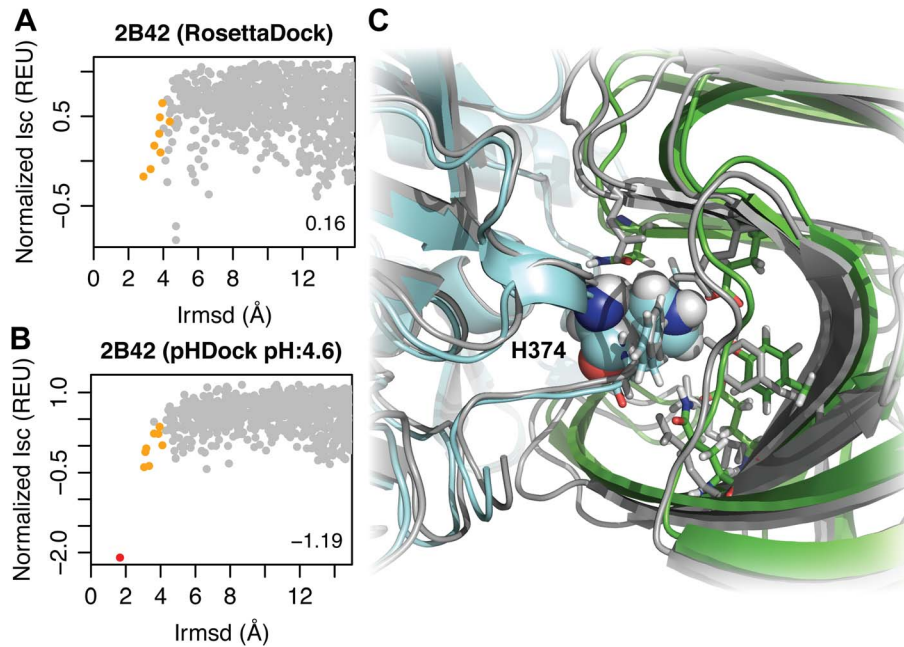 A
2B42 (RosettaDock)
Normalized Isc (REU)
0.5
−0.5
0.16
0 2 4 6 8 12
Irmsd (Å)
B
2B42 (pHDock pH:4.6)
Normalized Isc (REU)
1.0
−0.5
−2.0
−1.19
0 2 4 6 8 12
Irmsd (Å)
C
H374